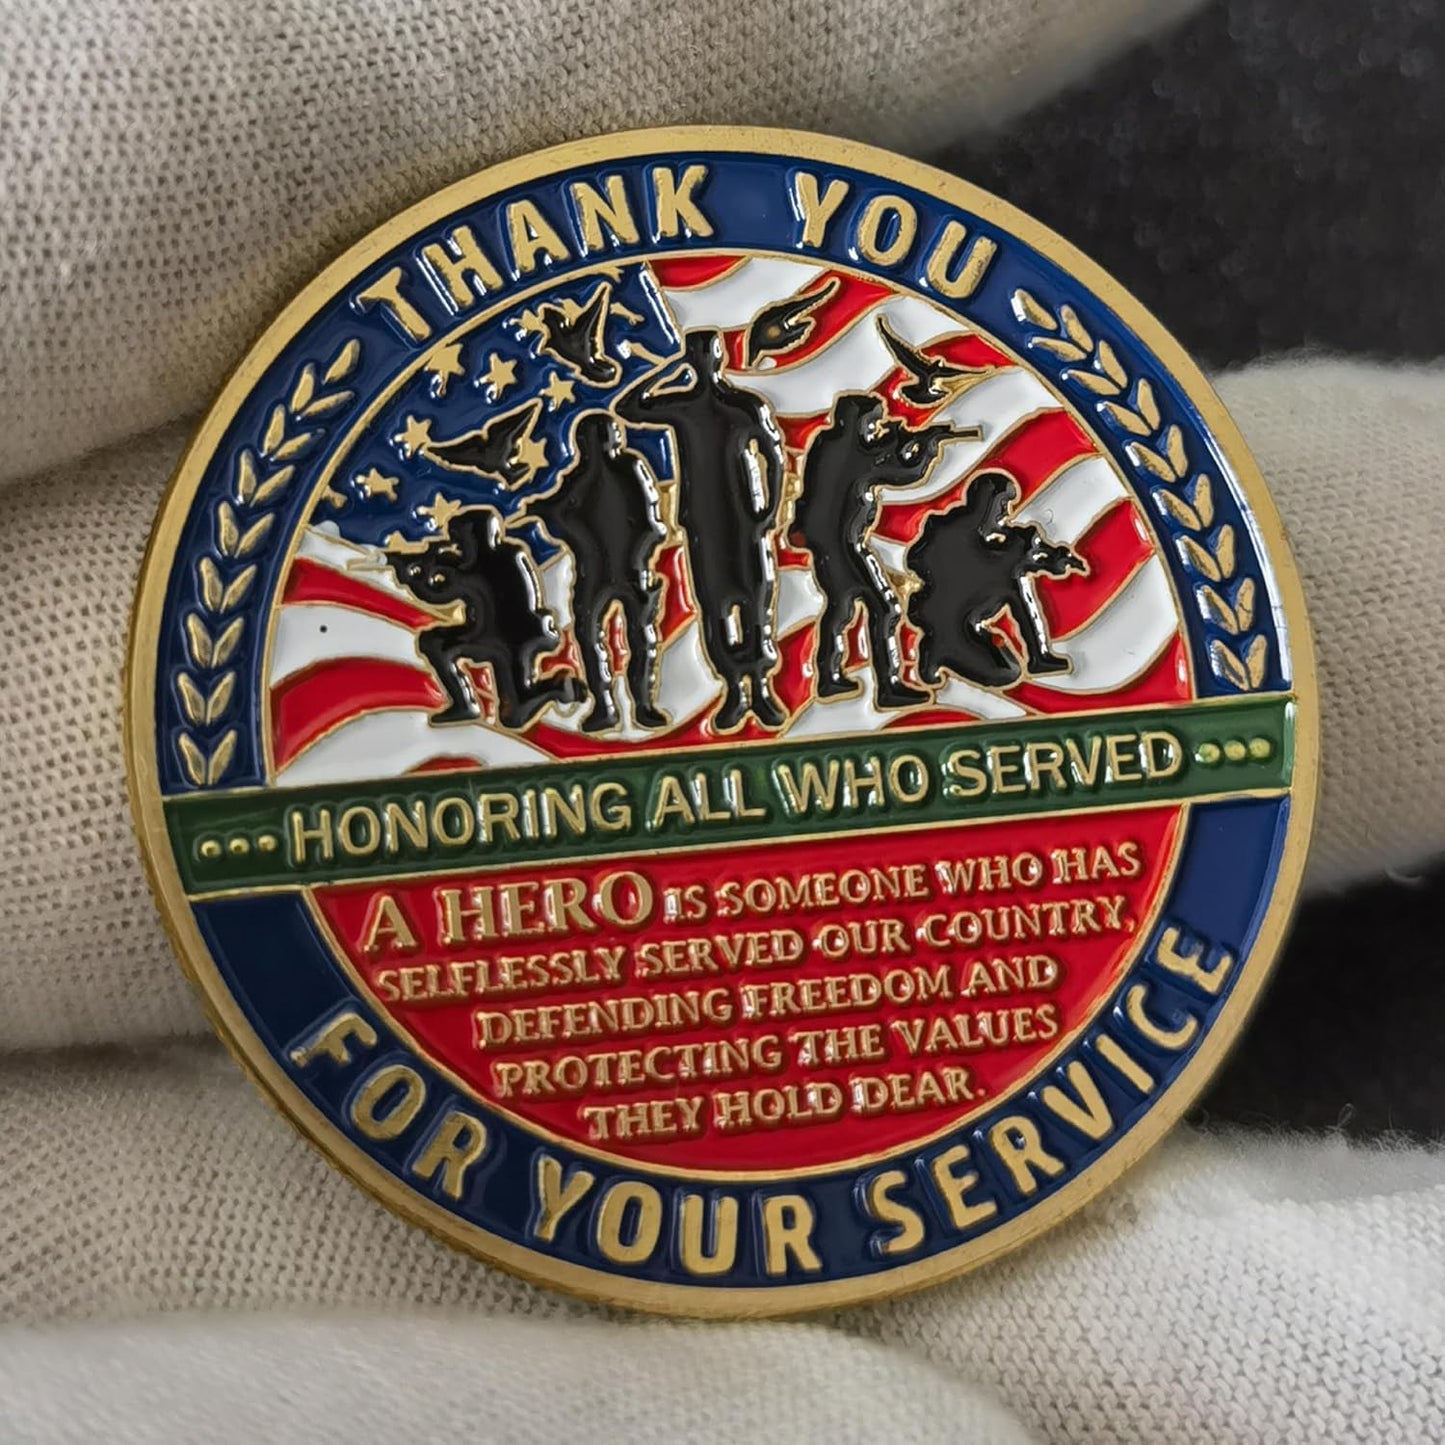 THANK YOU
••• HONORING ALL WHO SERVED •••
A HERO IS SOMEONE WHO HAS
SELFLESSLY SERVED OUR COUNTRY,
DEFENDING FREEDOM AND
PROTECTING THE VALUES
THEY HOLD DEAR.
FOR YOUR SERVICE